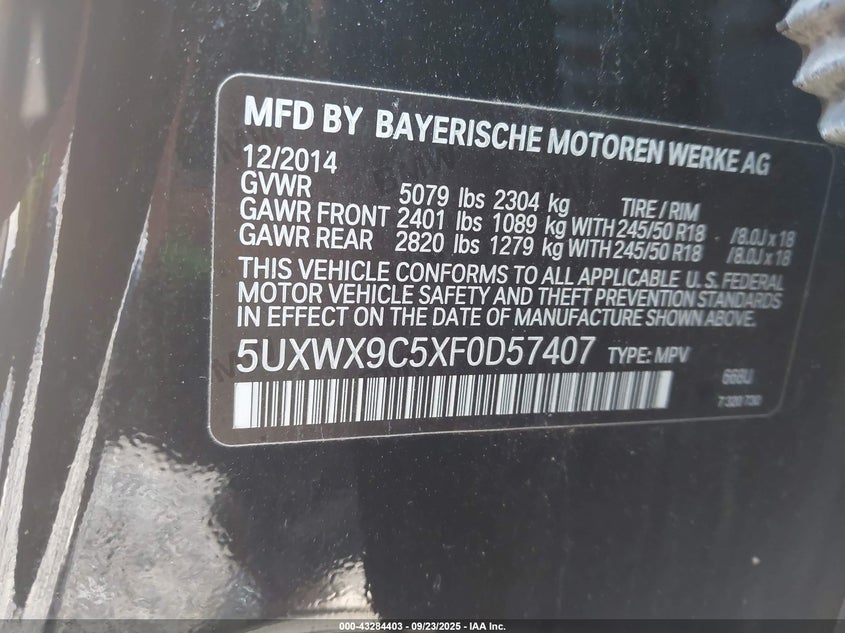 MFD BY BAYERISCHE MOTOREN WERKE AG
12/2014
GVWR 5079 lbs 2304 kg TIRE / RIM
GAWR FRONT 2401 lbs 1089 kg WITH 245/50 R18 /8.0J x 18
GAWR REAR 2820 lbs 1279 kg WITH 245/50 R18 /8.0J x 18
THIS VEHICLE CONFORMS TO ALL APPLICABLE U.S. FEDERAL
MOTOR VEHICLE SAFETY AND THEFT PREVENTION STANDARDS
IN EFFECT ON THE DATE OF MANUFACTURE SHOWN ABOVE.
5UXWX9C5XF0D57407 TYPE: MPV
668U
7 330 730
000-43284403 - 09/23/2025 - IAA Inc.